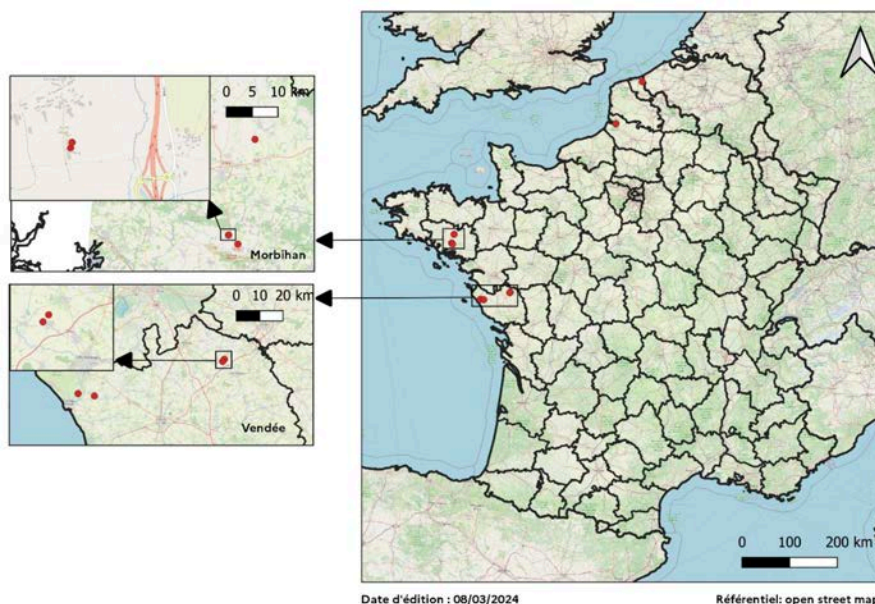 0 5 10 km
Morbihan
0 10 20 km
Vendée
0 100 200 km
Date d'édition : 08/03/2024
Référentiel: open street map